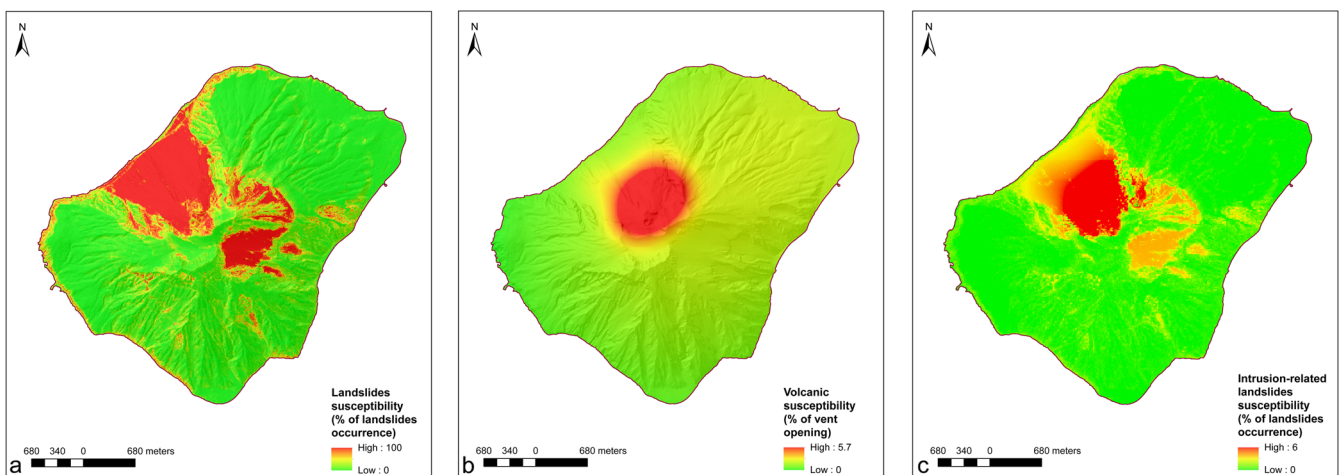 N
Landslides
susceptibility
(% of landslides
occurrence)
High : 100
Low : 0
680 340 0 680 meters
a
N
Volcanic
susceptibility
(% of vent
opening)
High : 5.7
Low : 0
680 340 0 680 meters
b
N
Intrusion-related
landslides
susceptibility
(% of landslides
occurrence)
High : 6
Low : 0
680 340 0 680 meters
c